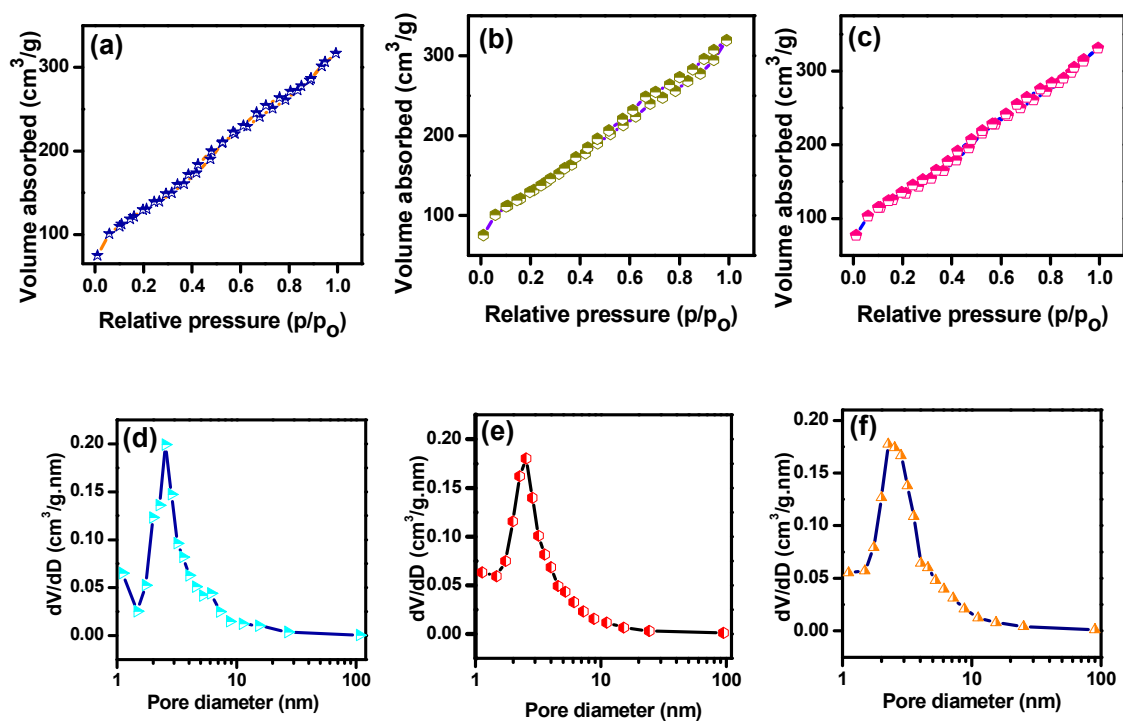 (a)
Volume absorbed (cm³/g)
300
200
100
0.0 0.2 0.4 0.6 0.8 1.0
Relative pressure (p/pₒ)
(b)
Volume absorbed (cm³/g)
300
200
100
0.0 0.2 0.4 0.6 0.8 1.0
Relative pressure (p/pₒ)
(c)
Volume absorbed (cm³/g)
300
200
100
0.0 0.2 0.4 0.6 0.8 1.0
Relative pressure (p/pₒ)
(d)
dV/dD (cm³/g.nm)
0.20
0.15
0.10
0.05
0.00
1 10 100
Pore diameter (nm)
(e)
dV/dD (cm³/g.nm)
0.20
0.15
0.10
0.05
0.00
1 10 100
Pore diameter (nm)
(f)
dV/dD (cm³/g.nm)
0.20
0.15
0.10
0.05
0.00
1 10 100
Pore diameter (nm)